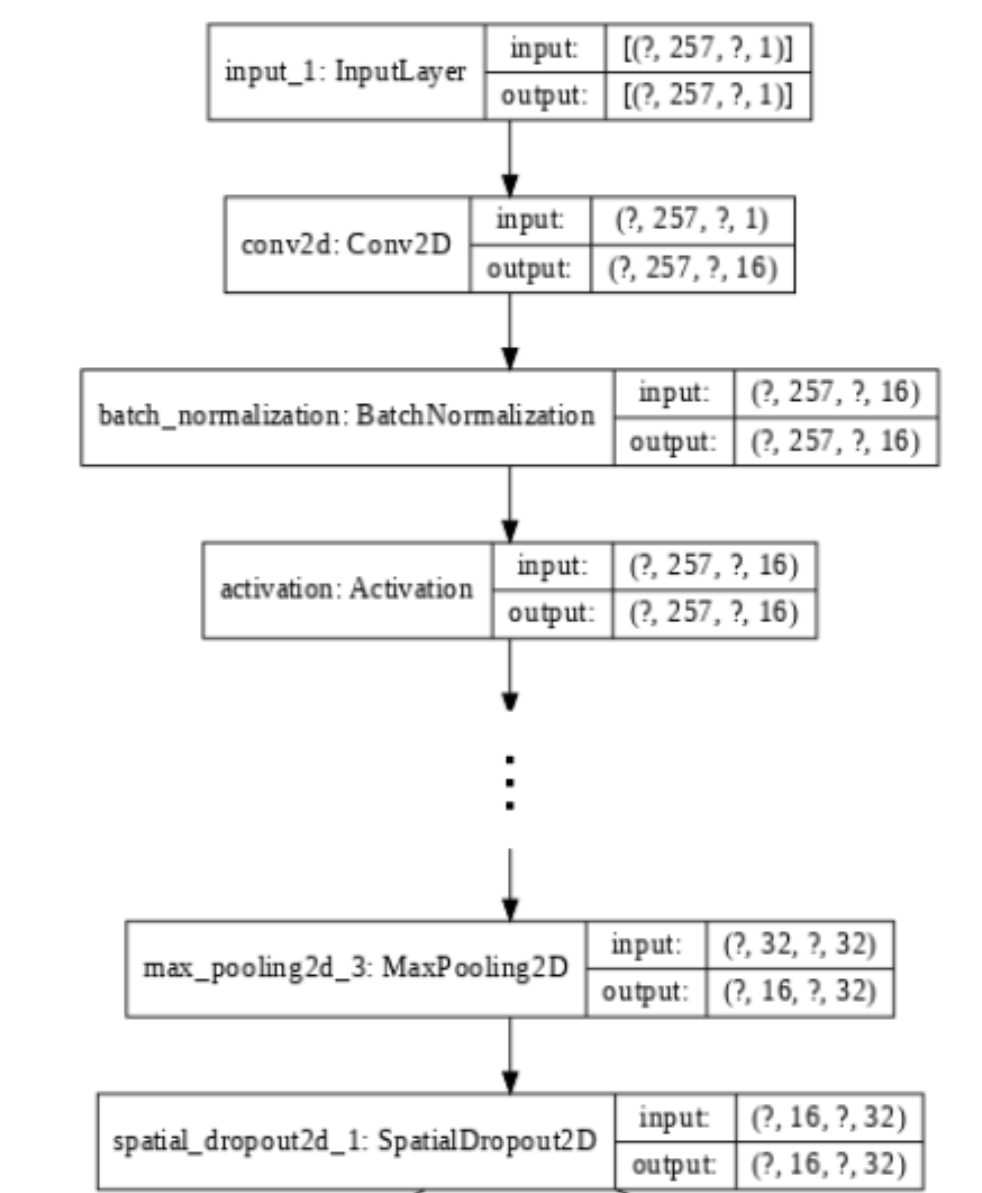 input_1: InputLayer
input: [(?, 257, ?, 1)]
output: [(?, 257, ?, 1)]
conv2d: Conv2D
input: (?, 257, ?, 1)
output: (?, 257, ?, 16)
batch_normalization: BatchNormalization
input: (?, 257, ?, 16)
output: (?, 257, ?, 16)
activation: Activation
input: (?, 257, ?, 16)
output: (?, 257, ?, 16)
max_pooling2d_3: MaxPooling2D
input: (?, 32, ?, 32)
output: (?, 16, ?, 32)
spatial_dropout2d_1: SpatialDropout2D
input: (?, 16, ?, 32)
output: (?, 16, ?, 32)